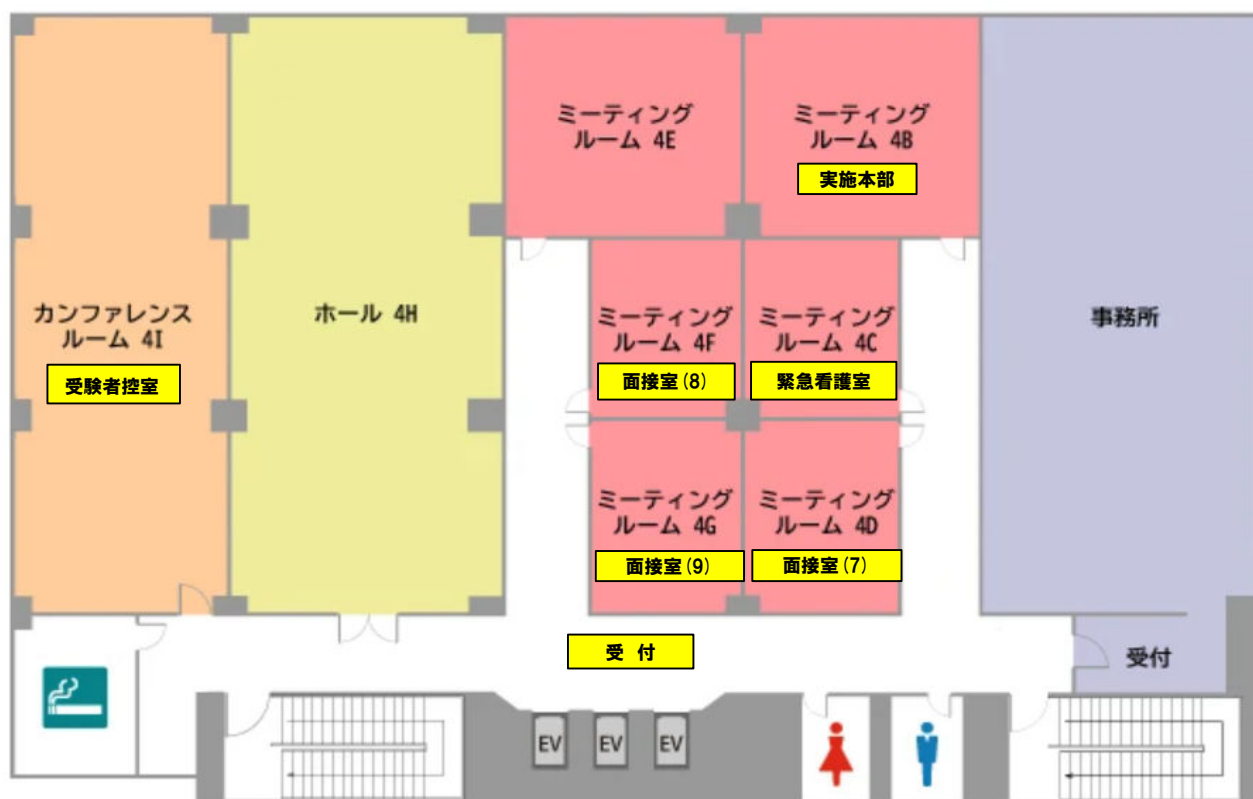 ミーティング
ルーム 4E
ミーティング
ルーム 4B
実施本部
カンファレンス
ルーム 4I
受験者控室
ホール 4H
ミーティング
ルーム 4F
面接室(8)
ミーティング
ルーム 4C
緊急看護室
事務所
ミーティング
ルーム 4G
面接室(9)
ミーティング
ルーム 4D
面接室(7)
受 付
受付
EV
EV
EV